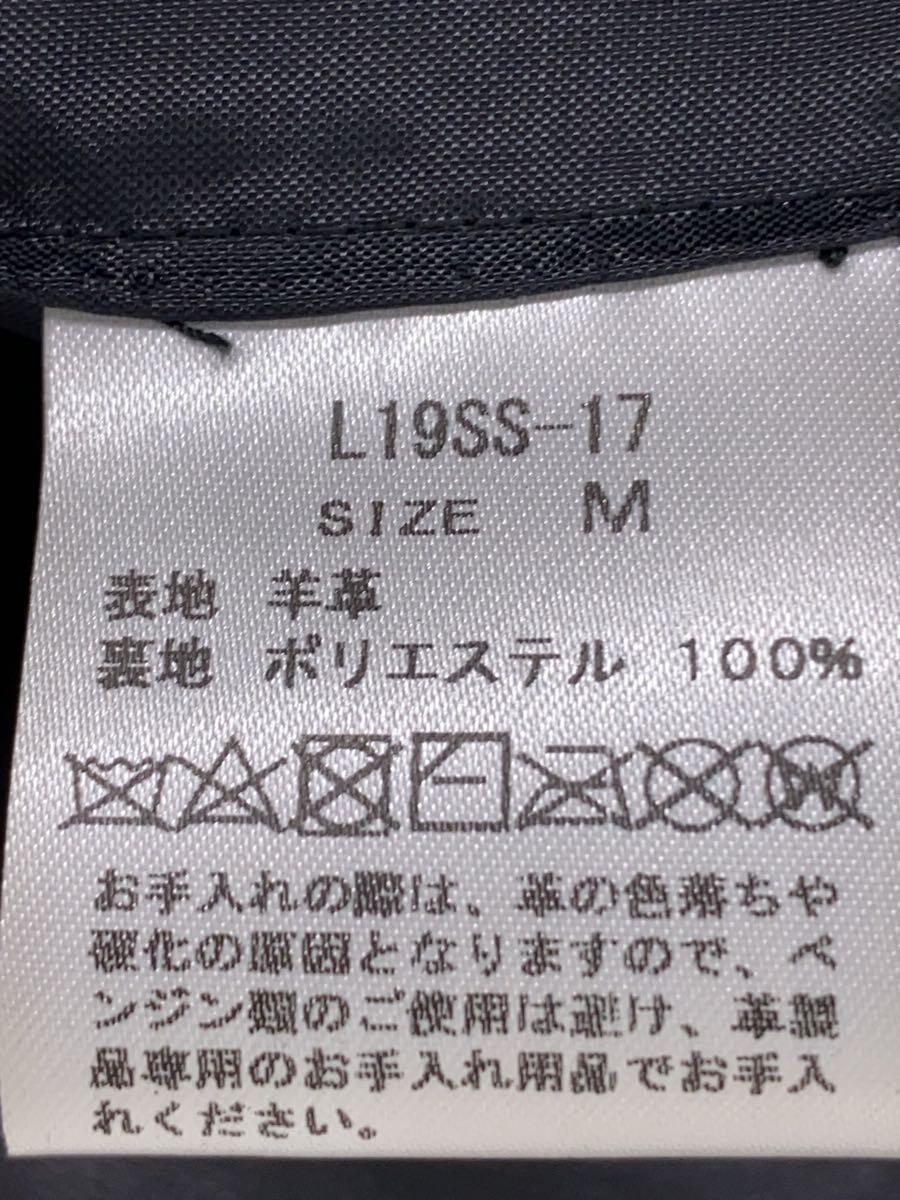 L19SS-17
SIZE M
表地 羊革
裏地 ポリエステル 100%
お手入れの際は、革の色落ちや
硬化の原因となりますので、ベ
ンジン類のご使用は避け、革製
品専用のお手入れ用品でお手入
れください。